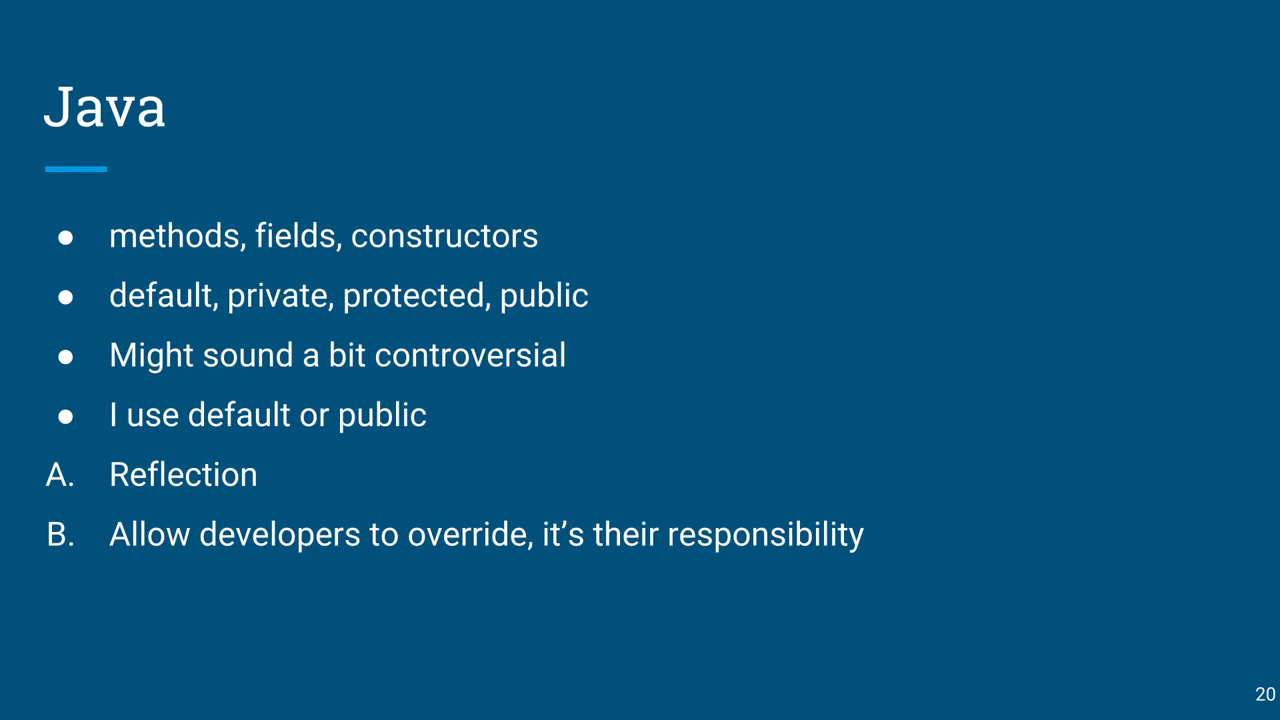 Java
● methods, fields, constructors
● default, private, protected, public
● Might sound a bit controversial
● I use default or public
A. Reflection
B. Allow developers to override, it’s their responsibility
20